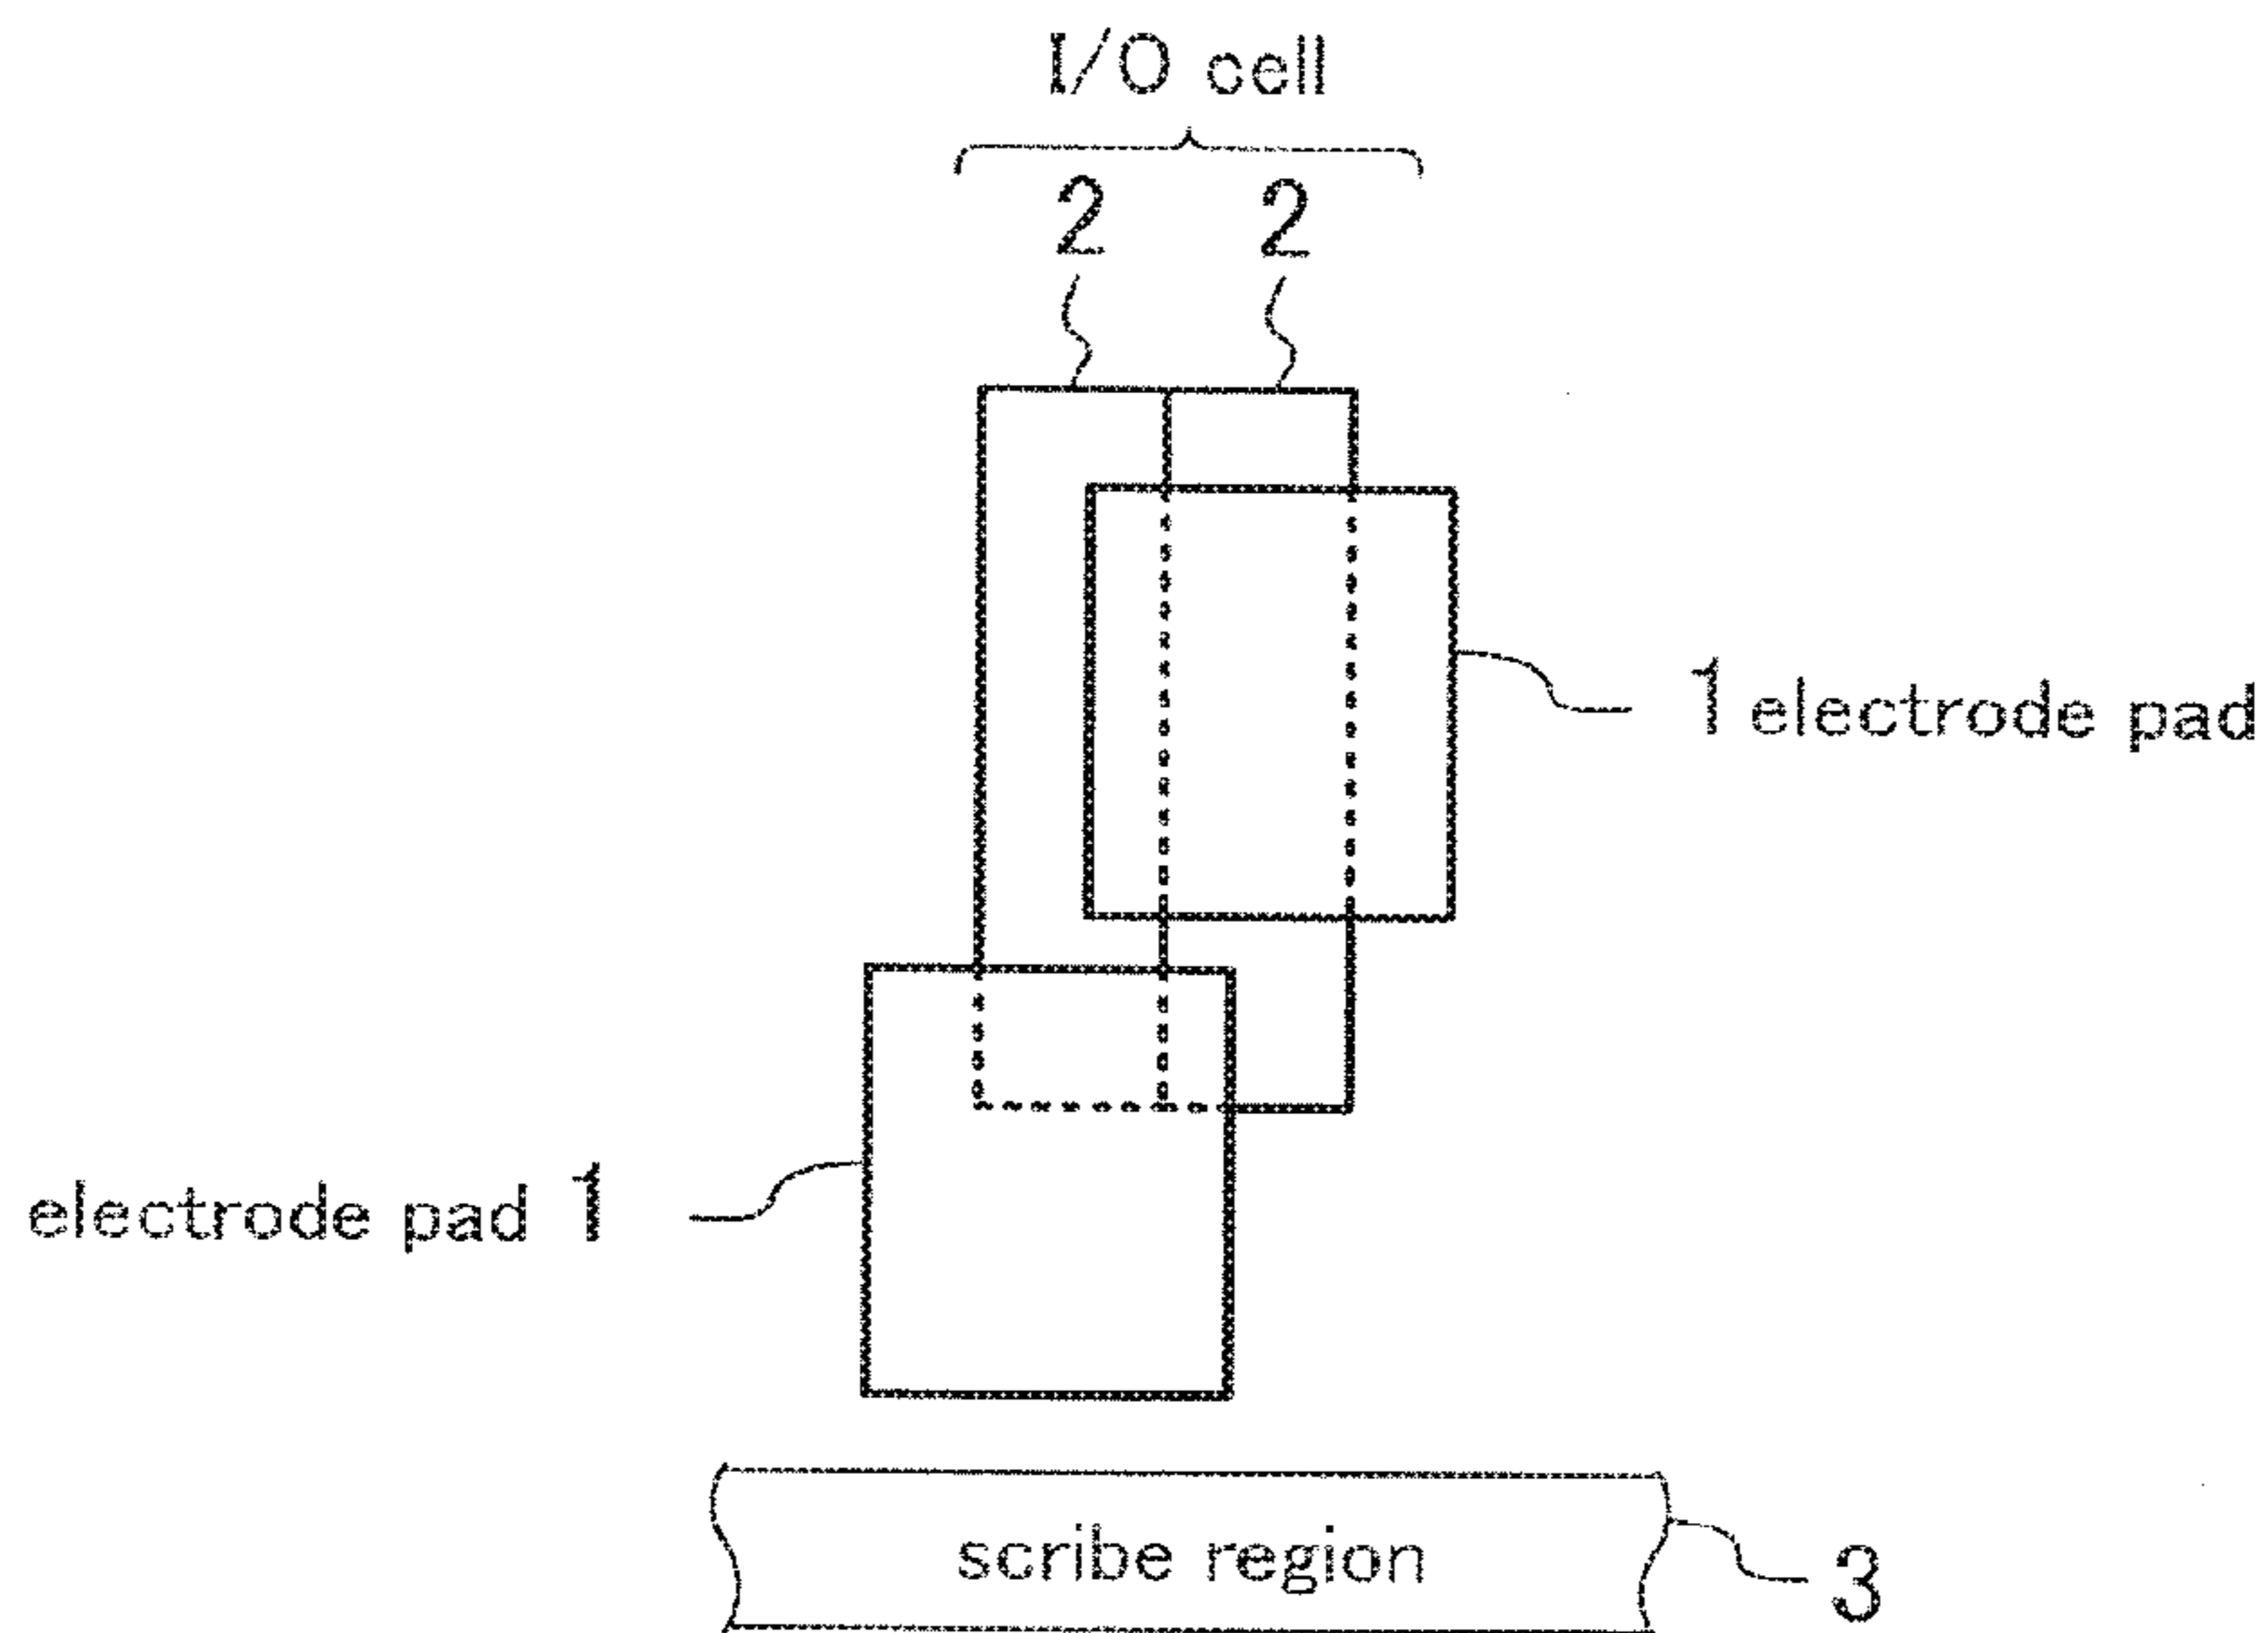 I/O cell
2 2
1 electrode pad
electrode pad 1
scribe region
3